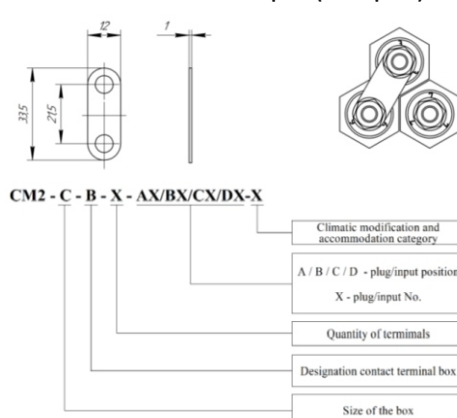 12
1
33,5
21,5
CM2 - C - B - X - AX/BX/CX/DX-X
Climatic modification and
accommodation category
A / B / C / D - plug/input position
X - plug/input No.
Quantity of termimals
Designation contact terminal box
Size of the box